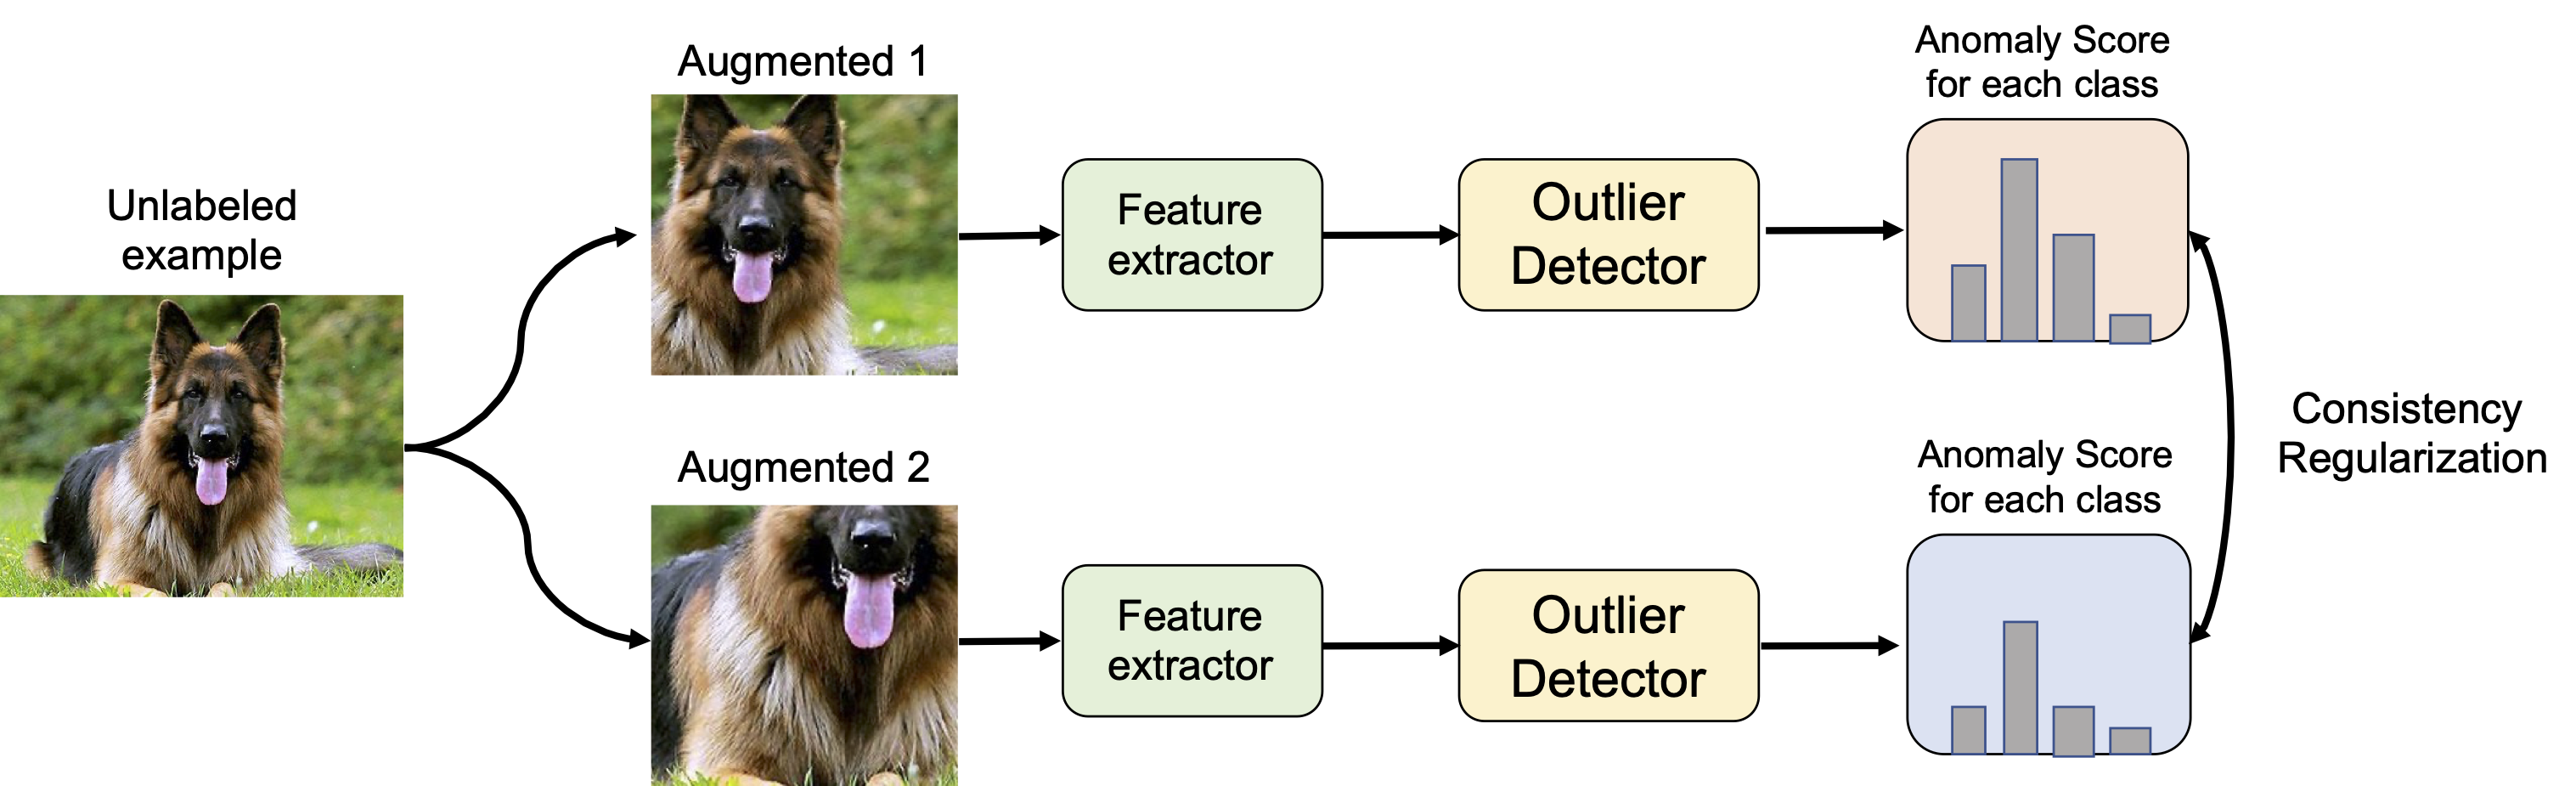 Unlabeled
example
Augmented 1
Feature
extractor
Outlier
Detector
Anomaly Score
for each class
Augmented 2
Feature
extractor
Outlier
Detector
Anomaly Score
for each class
Consistency
Regularization